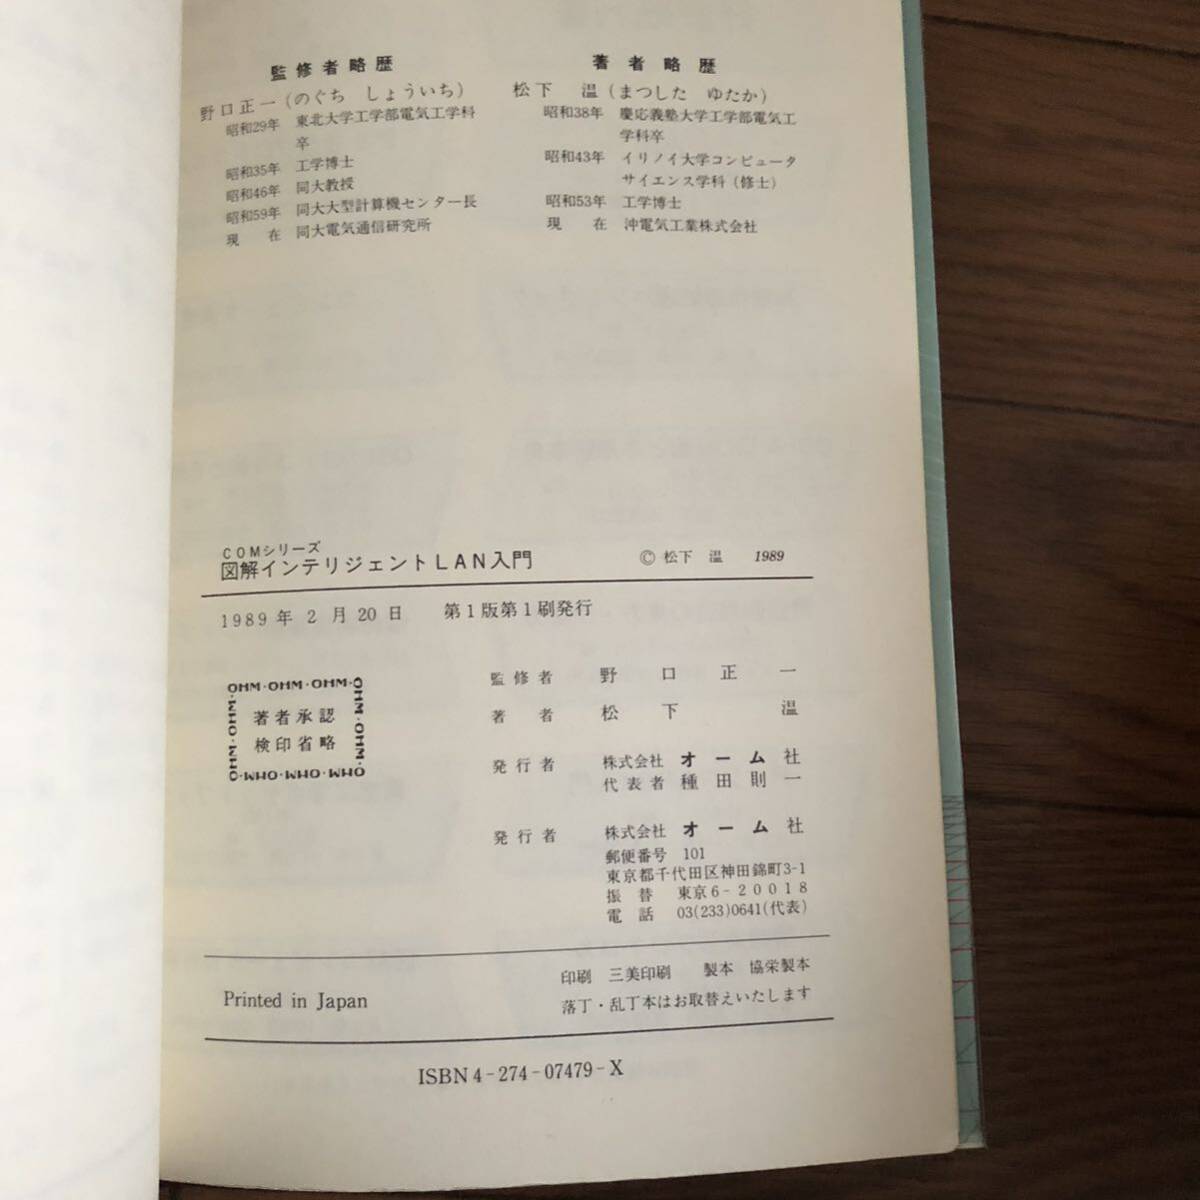 監修者略歴
野口正一(のぐち しょういち)
昭和29年 東北大学工学部電気工学科
卒
昭和35年 工学博士
昭和46年 同大教授
昭和59年 同大大型計算機センター長
現 在 同大電気通信研究所
著者略歴
松下 温(まつした ゆたか)
昭和38年 慶応義塾大学工学部電気工
学科卒
昭和43年 イリノイ大学コンピュータ
サイエンス学科(修士)
昭和53年 工学博士
現 在 沖電気工業株式会社
COMシリーズ
図解インテリジェントLAN入門 © 松下 温 1989
1989年2月20日 第1版第1刷発行
OHM・OHM・OHM・OHM・OHM・OHM・OHM・OHM・OHM・OHM
著者承認
検印省略
監修者 野口正一
著者 松下 温
発行者 株式会社 オーム社
代表者 種田則一
発行者 株式会社 オーム社
郵便番号 101
東京都千代田区神田錦町3-1
振替 東京6-20018
電話 03(233)0641(代表)
Printed in Japan
印刷 三美印刷 製本 協栄製本
落丁・乱丁本はお取替えいたします
ISBN4-274-07479-X